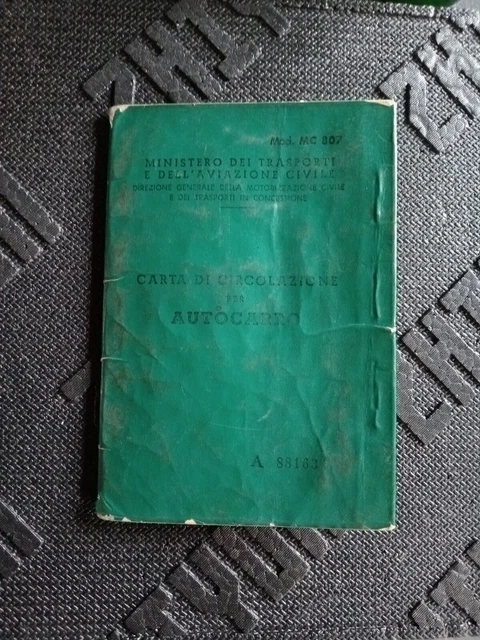 Mod. MC 807
MINISTERO DEI TRASPORTI
E DELL'AVIAZIONE CIVILE
DIREZIONE GENERALE DELLA MOTORIZZAZIONE CIVILE
E DEI TRASPORTI IN CONCESSIONE
CARTA DI CIRCOLAZIONE
PER
AUTOCARRO
A 88163